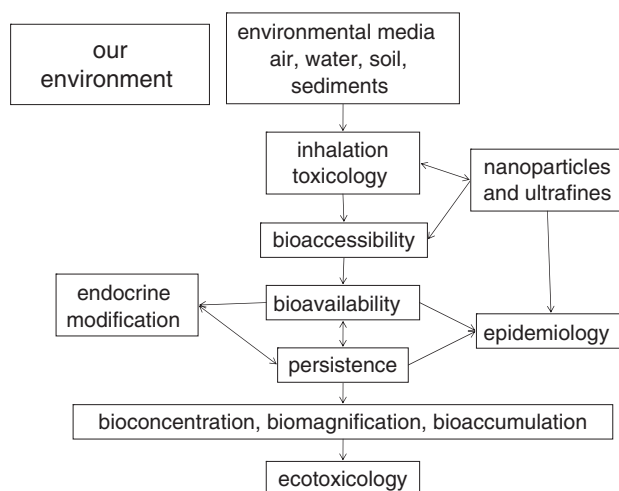 our
environment
environmental media
air, water, soil,
sediments
inhalation
toxicology
nanoparticles
and ultrafines
bioaccessibility
endocrine
modification
bioavailability
epidemiology
persistence
bioconcentration, biomagnification, bioaccumulation
ecotoxicology